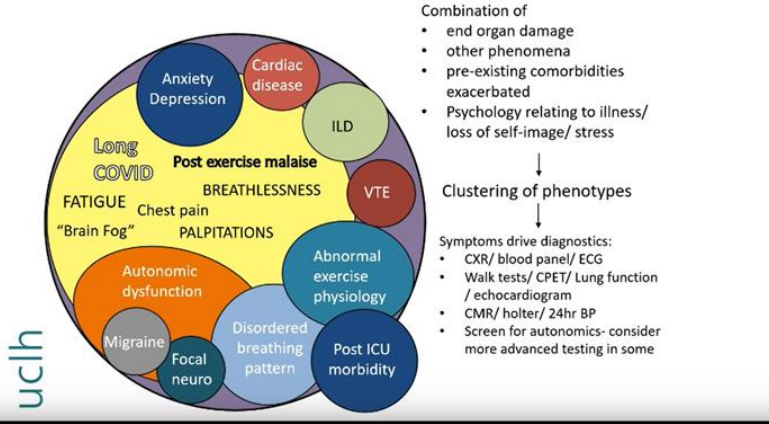 Anxiety
Depression
Cardiac
disease
ILD
Long
COVID
Post exercise malaise
BREATHLESSNESS
VTE
FATIGUE
Chest pain
"Brain Fog"
PALPITATIONS
Autonomic
dysfunction
Abnormal
exercise
physiology
Migraine
Focal
neuro
Disordered
breathing
pattern
Post ICU
morbidity
uclh
Combination of
• end organ damage
• other phenomena
• pre-existing comorbidities
exacerbated
• Psychology relating to illness/
loss of self-image/ stress
Clustering of phenotypes
Symptoms drive diagnostics:
• CXR/ blood panel/ ECG
• Walk tests/ CPET/ Lung function
/ echocardiogram
• CMR/ holter/ 24hr BP
• Screen for autonomics- consider
more advanced testing in some